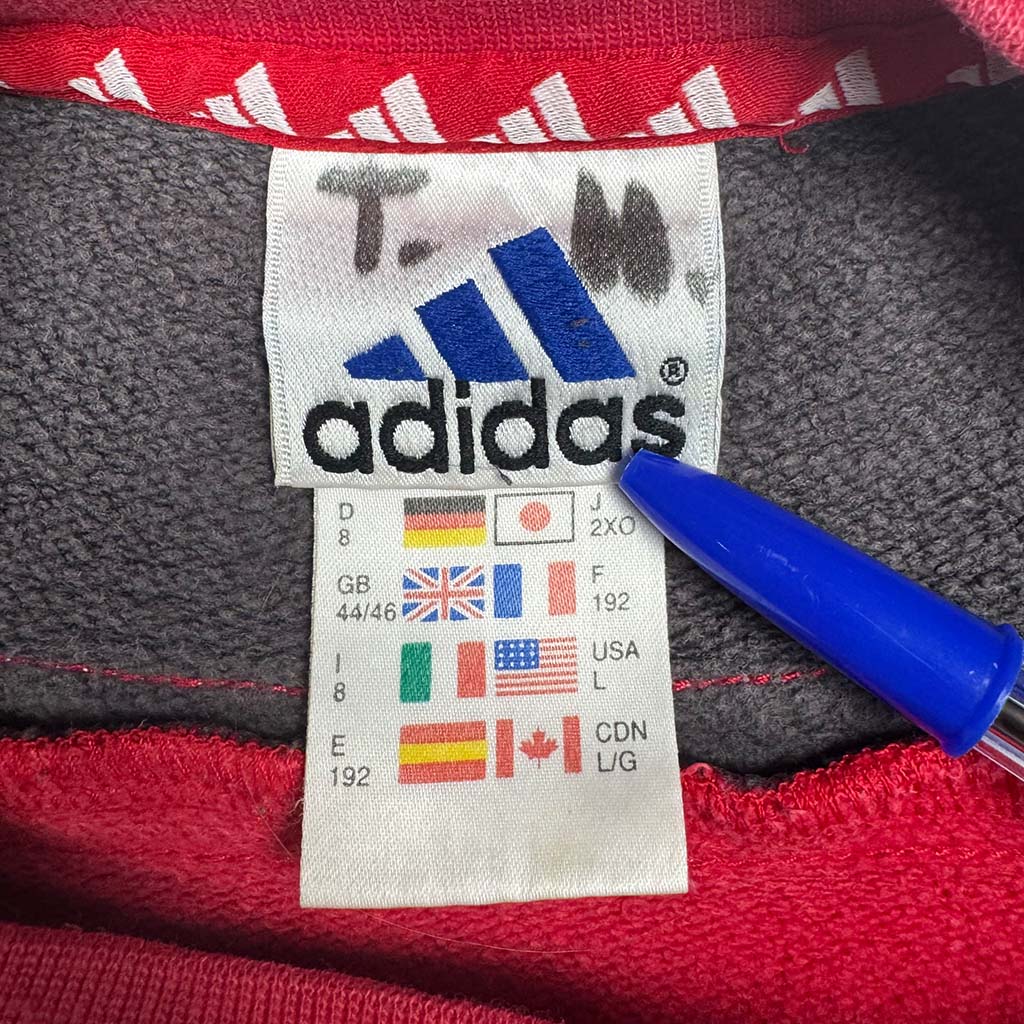 T. M.
adidas®
D
8
J
2XO
GB
44/46
F
192
I
8
USA
L
E
192
CDN
L/G